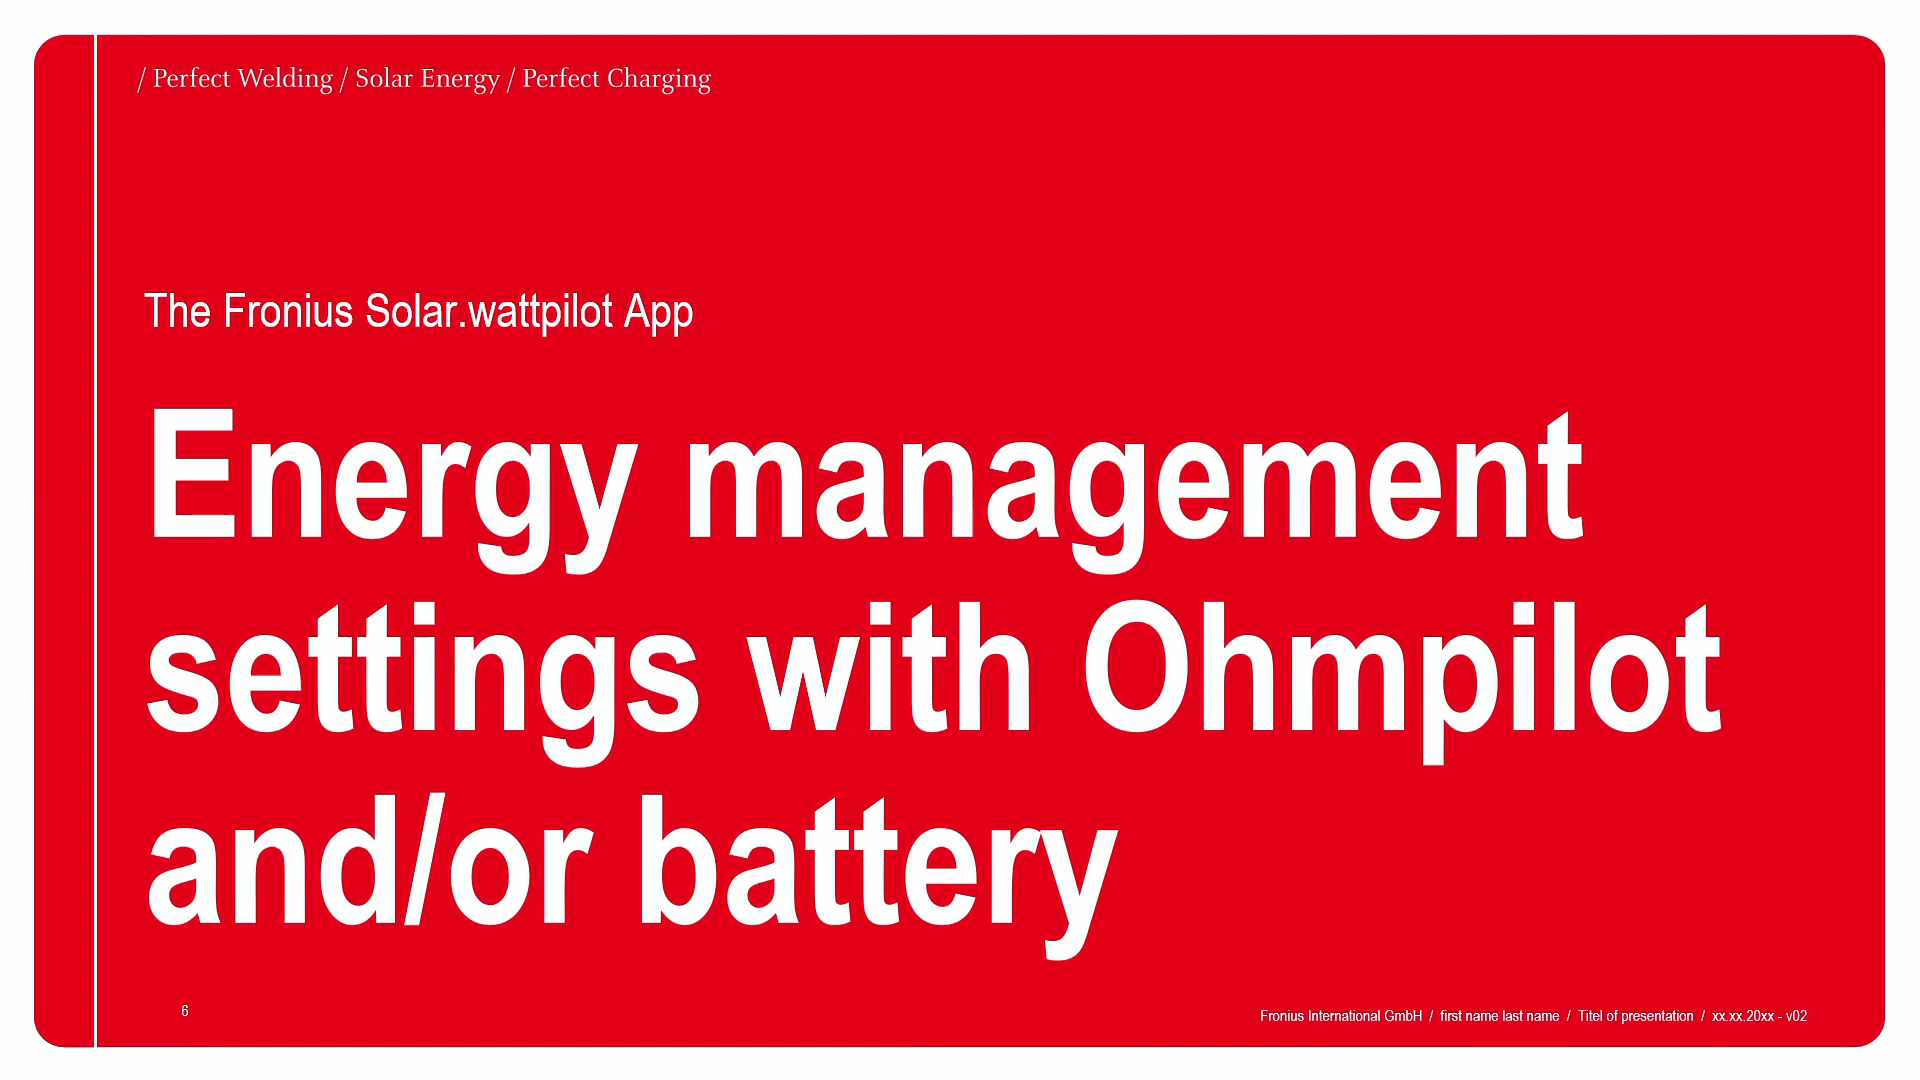 / Perfect Welding / Solar Energy / Perfect Charging
The Fronius Solar.wattpilot App
Energy management
settings with Ohmpilot
and/or battery
6
Fronius International GmbH / first name last name / Titel of presentation / xx.xx.20xx - v02